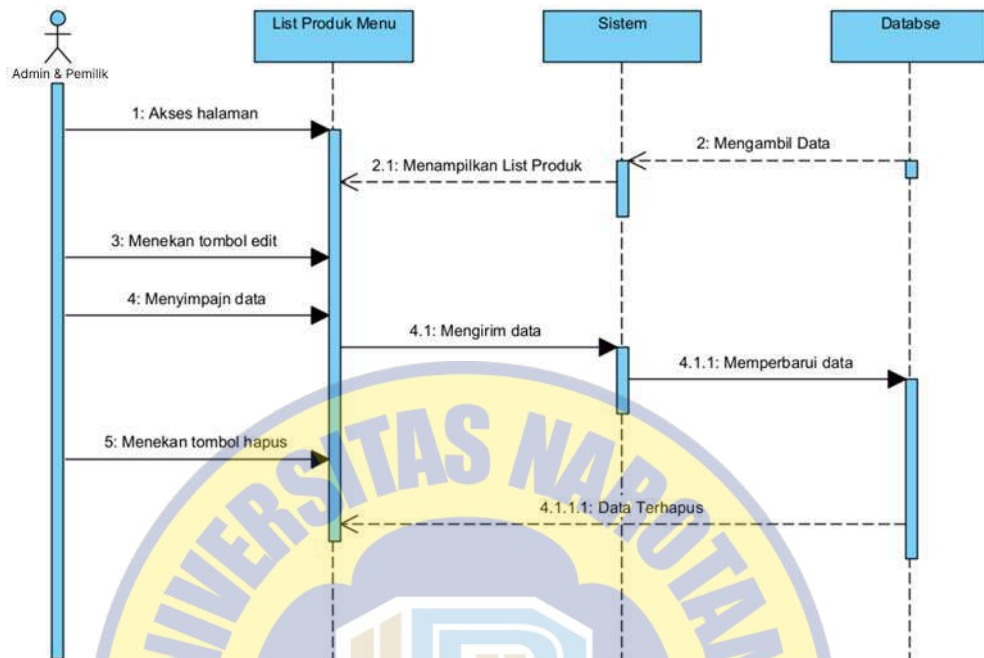 List Produk Menu
Sistem
Databse
Admin & Pemilik
1: Akses halaman
2: Mengambil Data
2.1: Menampilkan List Produk
3: Menekan tombol edit
4: Menyimpajn data
4.1: Mengirim data
4.1.1: Memperbarui data
5: Menekan tombol hapus
4.1.1.1: Data Terhapus